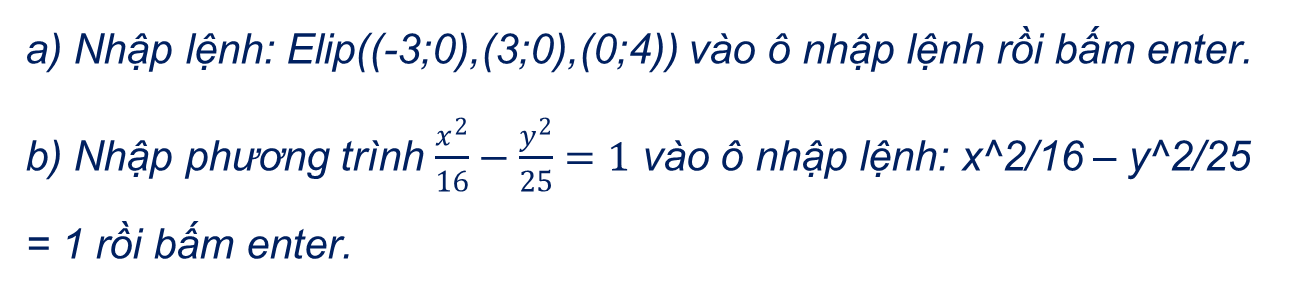 a) Nhập lệnh: Elip((-3;0),(3;0),(0;4)) vào ô nhập lệnh rồi bấm enter.
b) Nhập phương trình x²/16 − y²/25 = 1 vào ô nhập lệnh: x^2/16 – y^2/25
= 1 rồi bấm enter.